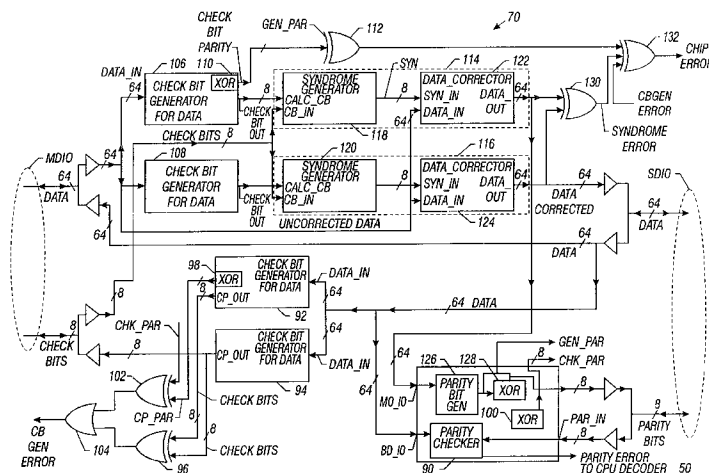 70
CHECK BIT PARITY
GEN_PAR
112
132
CHIP ERROR
106
110
XOR
DATA_IN
64
CHECK BIT GENERATOR FOR DATA
8
CHECK BIT OUT
SYNDROME GENERATOR
CALC_CB
CB_IN
118
SYN
8
114
122
DATA_CORRECTOR
SYN_IN
DATA_IN
DATA_OUT
64
64
130
CBGEN ERROR
SYNDROME ERROR
CHECK BITS
8
MDIO
64
DATA
64
108
CHECK BIT GENERATOR FOR DATA
8
CHECK BIT OUT
120
SYNDROME GENERATOR
CALC_CB
CB_IN
8
116
DATA_CORRECTOR
SYN_IN
DATA_IN
DATA_OUT
64
124
UNCORRECTED DATA
64
64
DATA CORRECTED
SDIO
64
DATA
64
DATA
98
XOR
CP_OUT
CHECK BIT GENERATOR FOR DATA
92
DATA_IN
64
8
8
64
DATA
CHECK BITS
8
CHK_PAR
CP_OUT
CHECK BIT GENERATOR FOR DATA
94
64
DATA_IN
102
CP_PAR
8
8
CHECK BITS
CHECK BITS
CB GEN ERROR
104
96
64
64
126
128
GEN_PAR
8
CHK_PAR
MO_IO
PARITY BIT GEN
XOR
100
XOR
8
PAR_IN
8
8
PARITY BITS
BD_IO
PARITY CHECKER
90
PARITY ERROR TO CPU DECODER
50